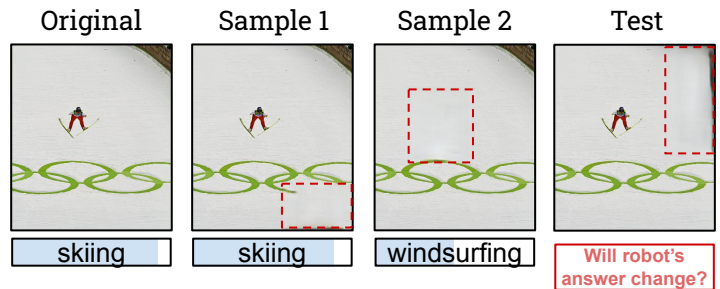 Original
Sample 1
Sample 2
Test
skiing
skiing
windsurfing
Will robot's
answer change?